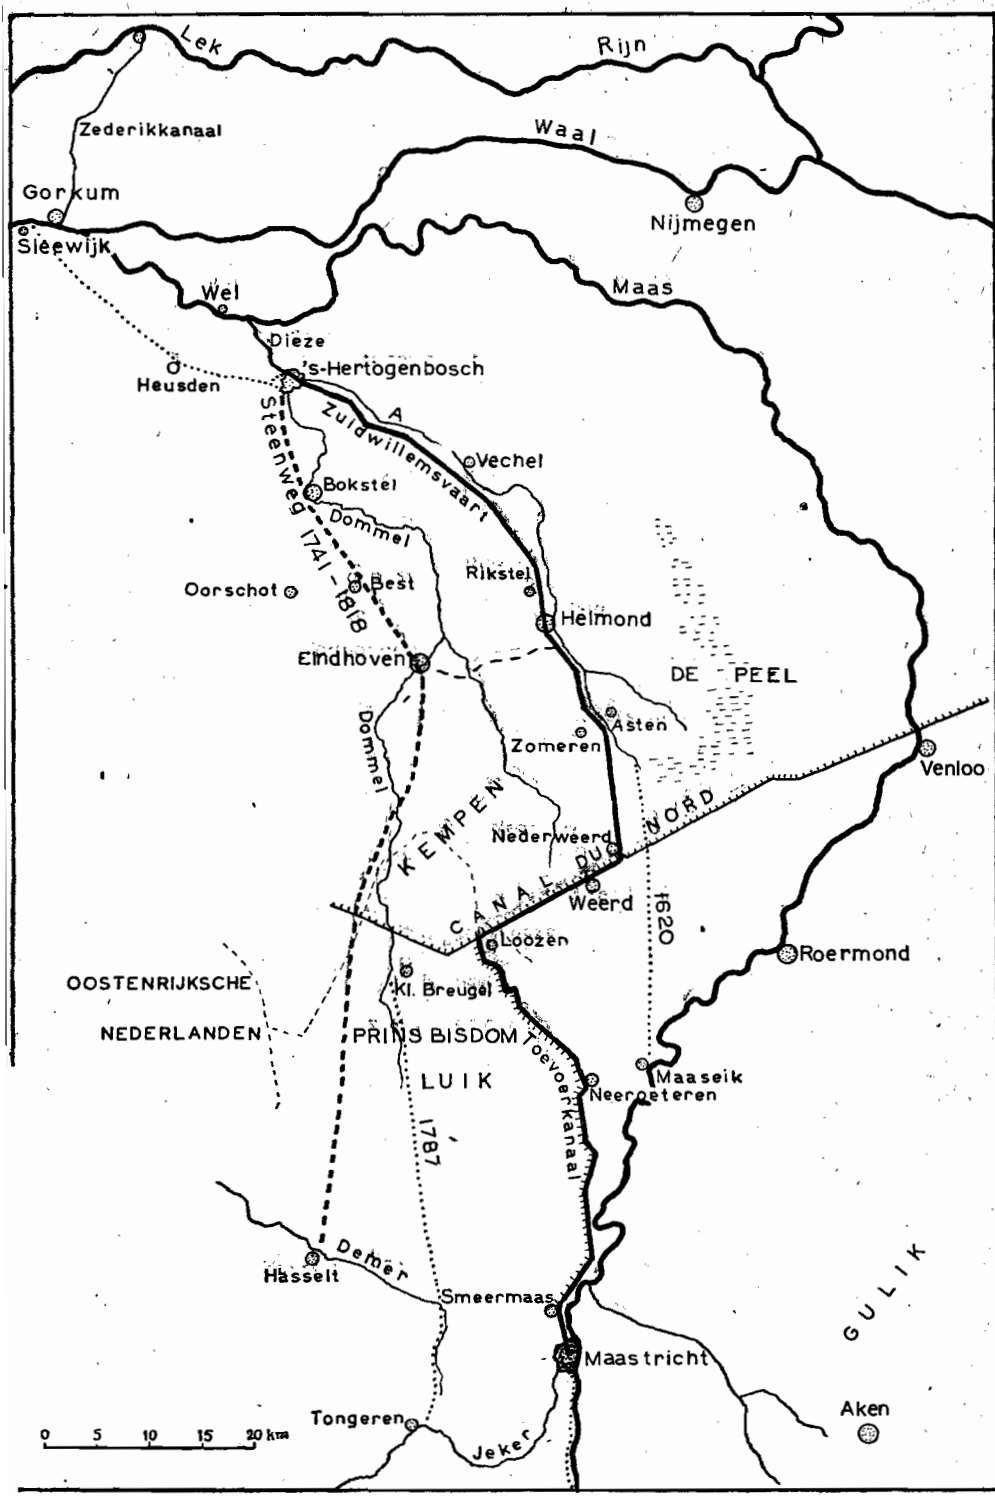 Lek
Rijn
Zederikkanaal
Waal
Gorkum
Nijmegen
Sleewijk
Maas
Wel
Dieze
's-Hertogenbosch
Heusden
A
Zuidwillemsvaart
Steenweg 1741-1818
Vechel
Bokstel
Dommel
Rikstel
Best
Oorschot
Helmond
Eindhoven
DE PEEL
Dommel
Asten
Zomeren
Venloo
KEMPEN
Nederweerd
CANAL DU NORD
Weerd
1620
Loozen
Roermond
OOSTENRIJKSCHE
NEDERLANDEN
Kl. Breugel
PRINS BISDOM
LUIK
Toevoerkanaal
Maaseik
Neeroeteren
1787
Demer
Hasselt
GULIK
Smeermaas
Maastricht
Aken
Tongeren
Jeker
0 5 10 15 20 km